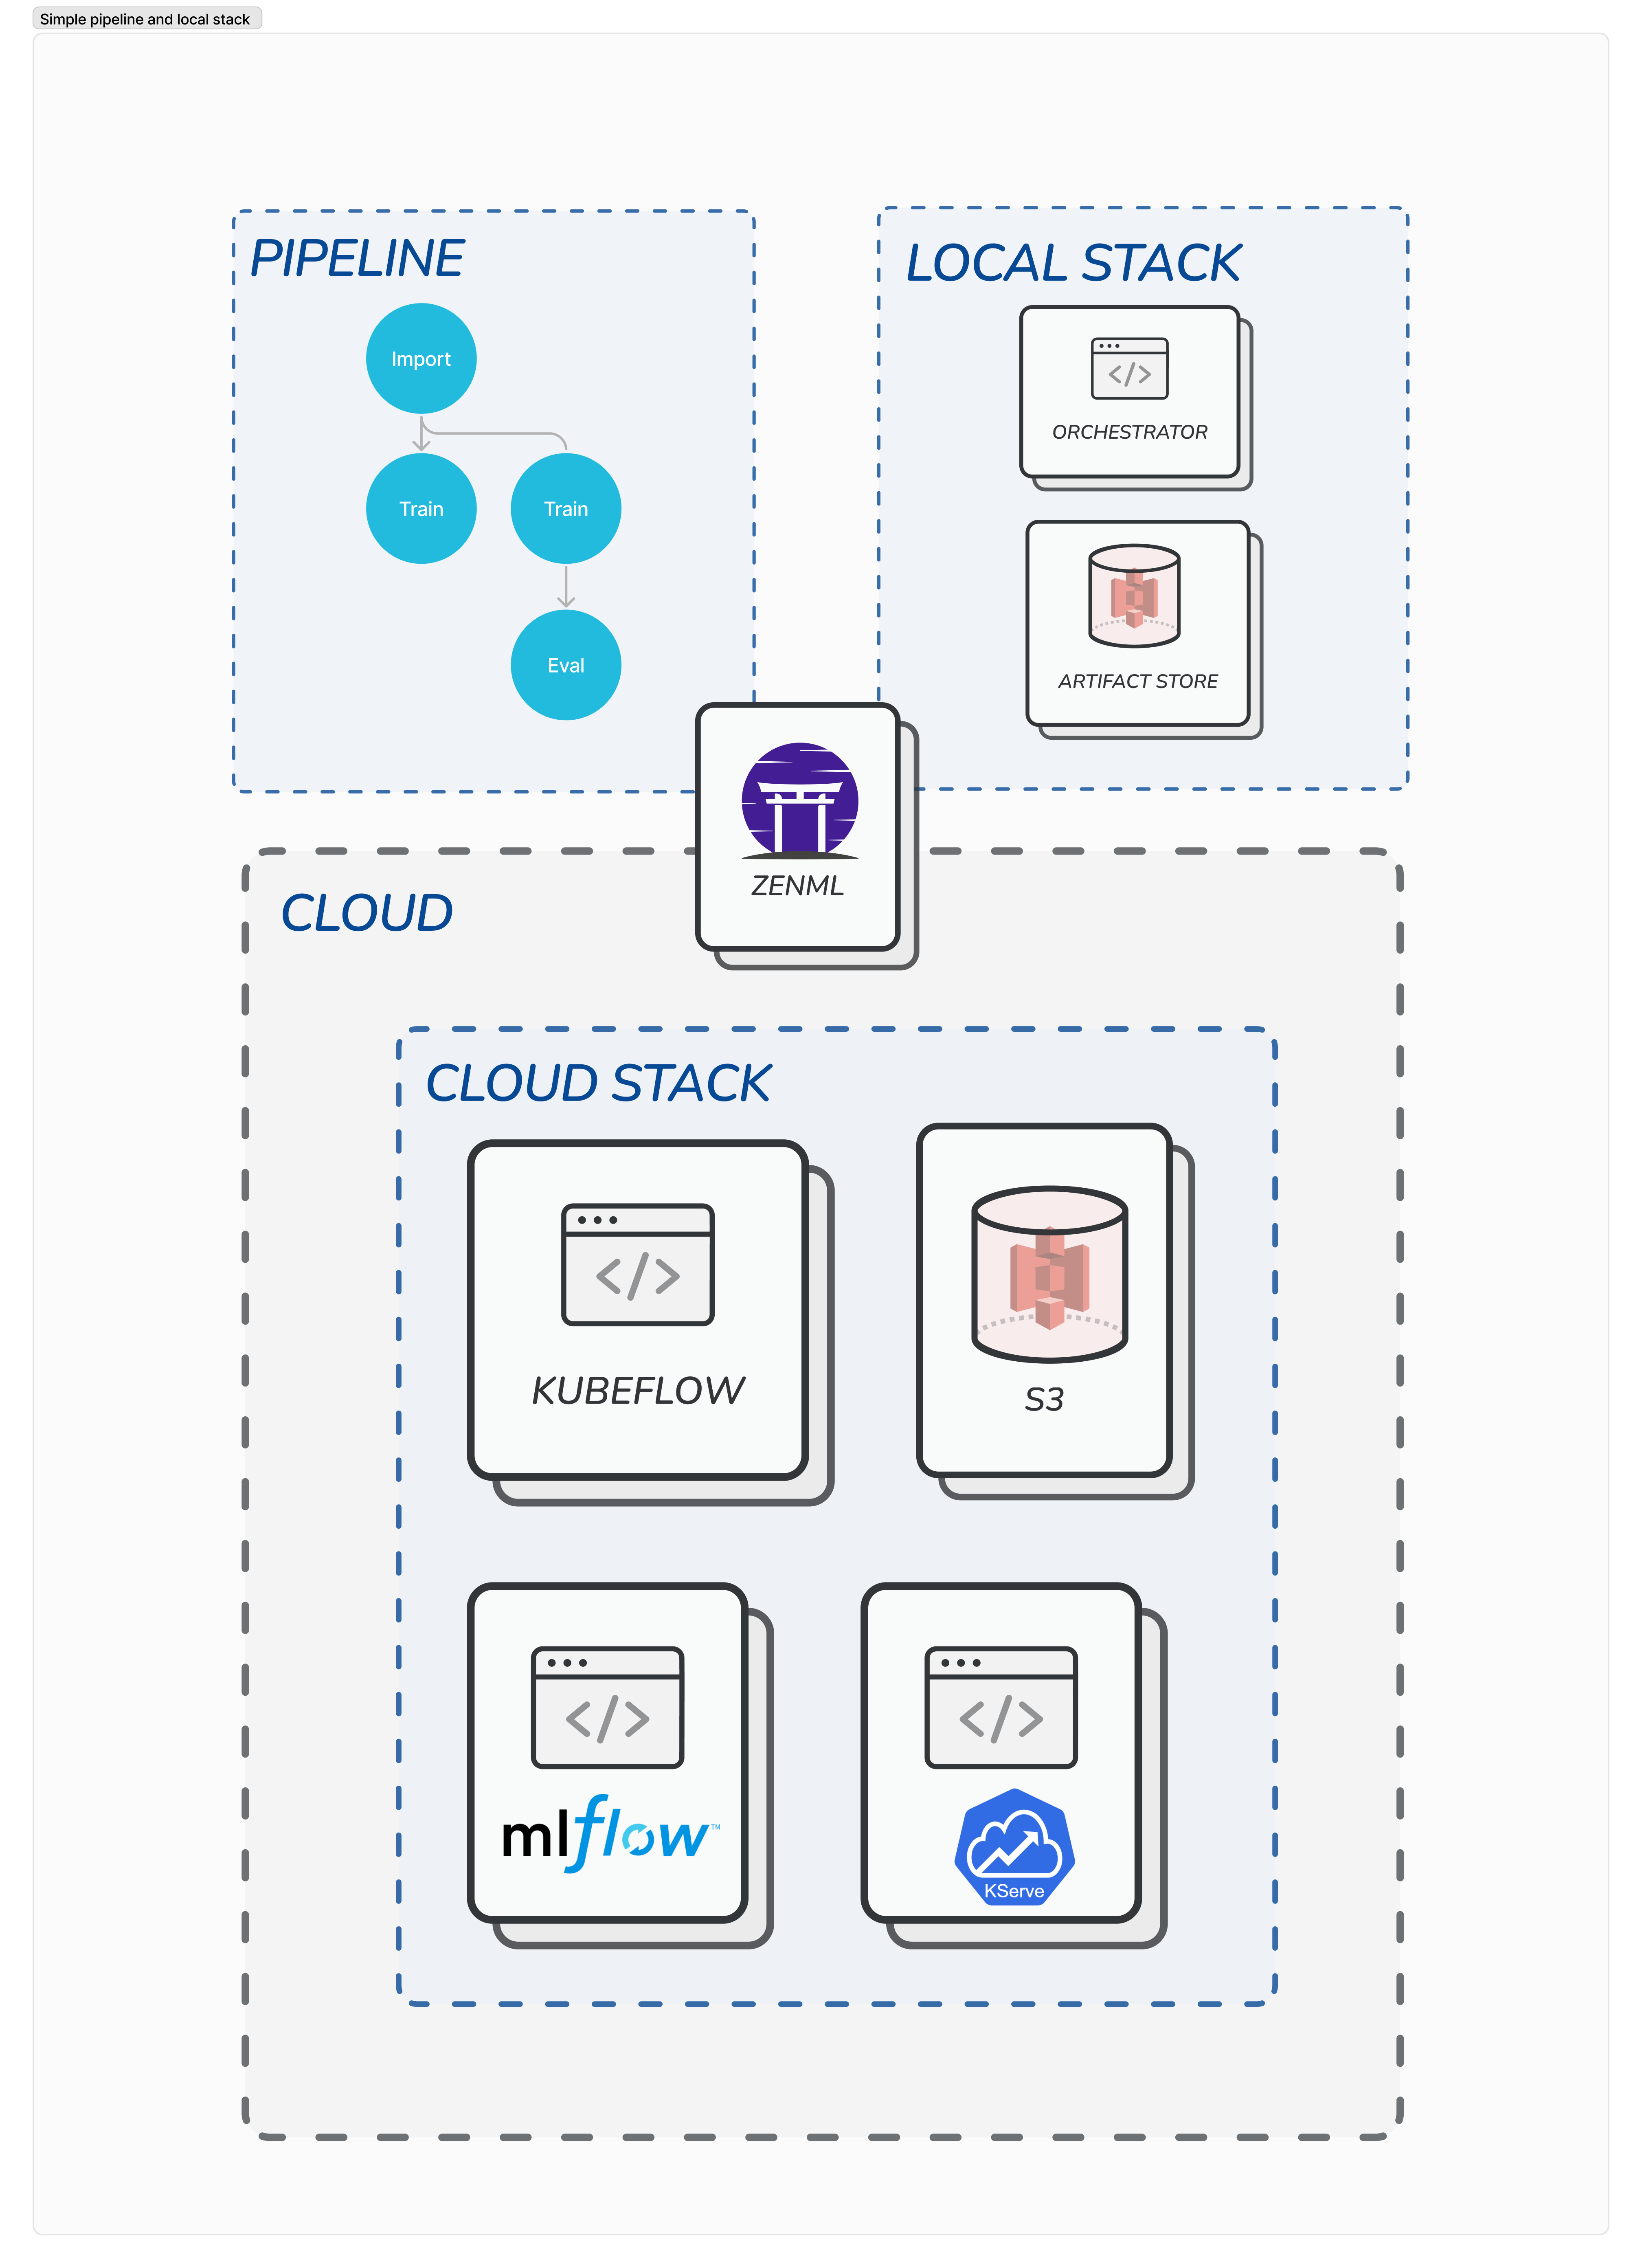 Simple pipeline and local stack
PIPELINE
Import
Train
Train
Eval
LOCAL STACK
</>
ORCHESTRATOR
ARTIFACT STORE
ZENML
CLOUD
CLOUD STACK
</>
KUBEFLOW
S3
</>
mlflow™
</>
KServe